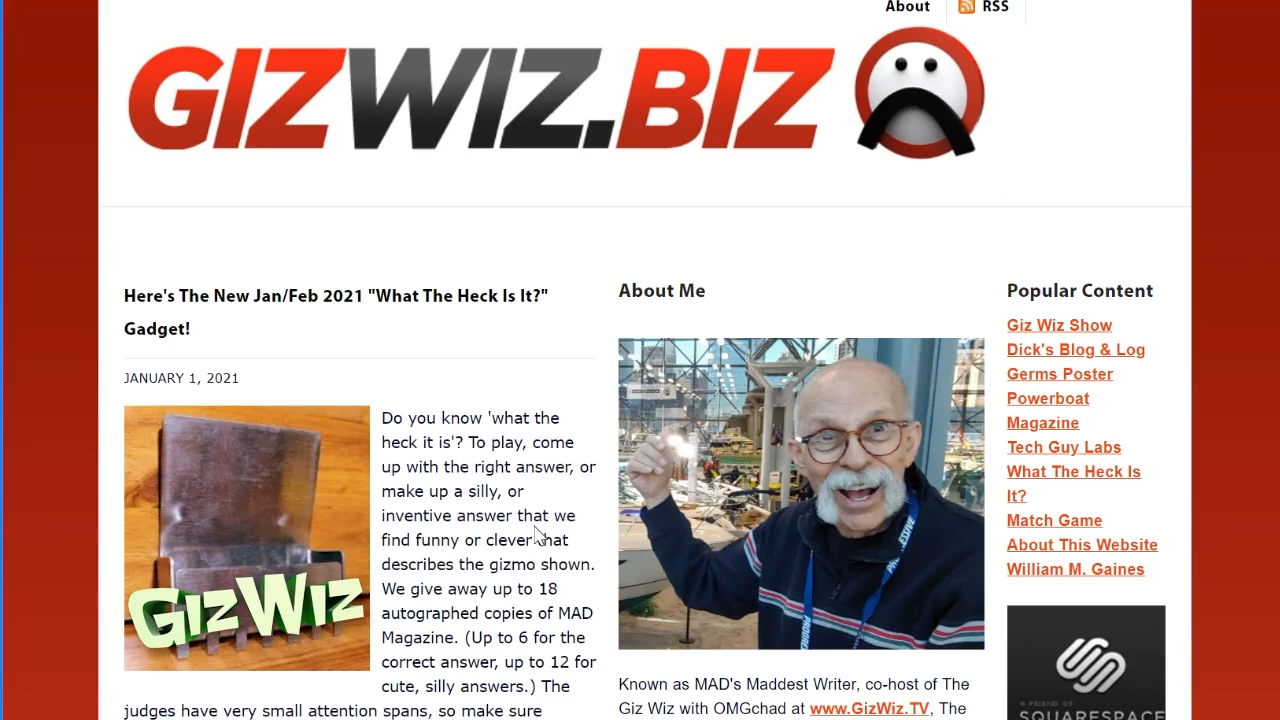 About
RSS
GIZWIZ.BIZ
Here's The New Jan/Feb 2021 "What The Heck Is It?"
Gadget!
JANUARY 1, 2021
GIZWIZ
Do you know 'what the
heck it is'? To play, come
up with the right answer, or
make up a silly, or
inventive answer that we
find funny or clever that
describes the gizmo shown.
We give away up to 18
autographed copies of MAD
Magazine. (Up to 6 for the
correct answer, up to 12 for
cute, silly answers.) The
judges have very small attention spans, so make sure
About Me
PROGRESSIVE
Known as MAD's Maddest Writer, co-host of The
Giz Wiz with OMGchad at www.GizWiz.TV, The
Popular Content
Giz Wiz Show
Dick's Blog & Log
Germs Poster
Powerboat
Magazine
Tech Guy Labs
What The Heck Is
It?
Match Game
About This Website
William M. Gaines
A FRIEND OF
SQUARESPACE